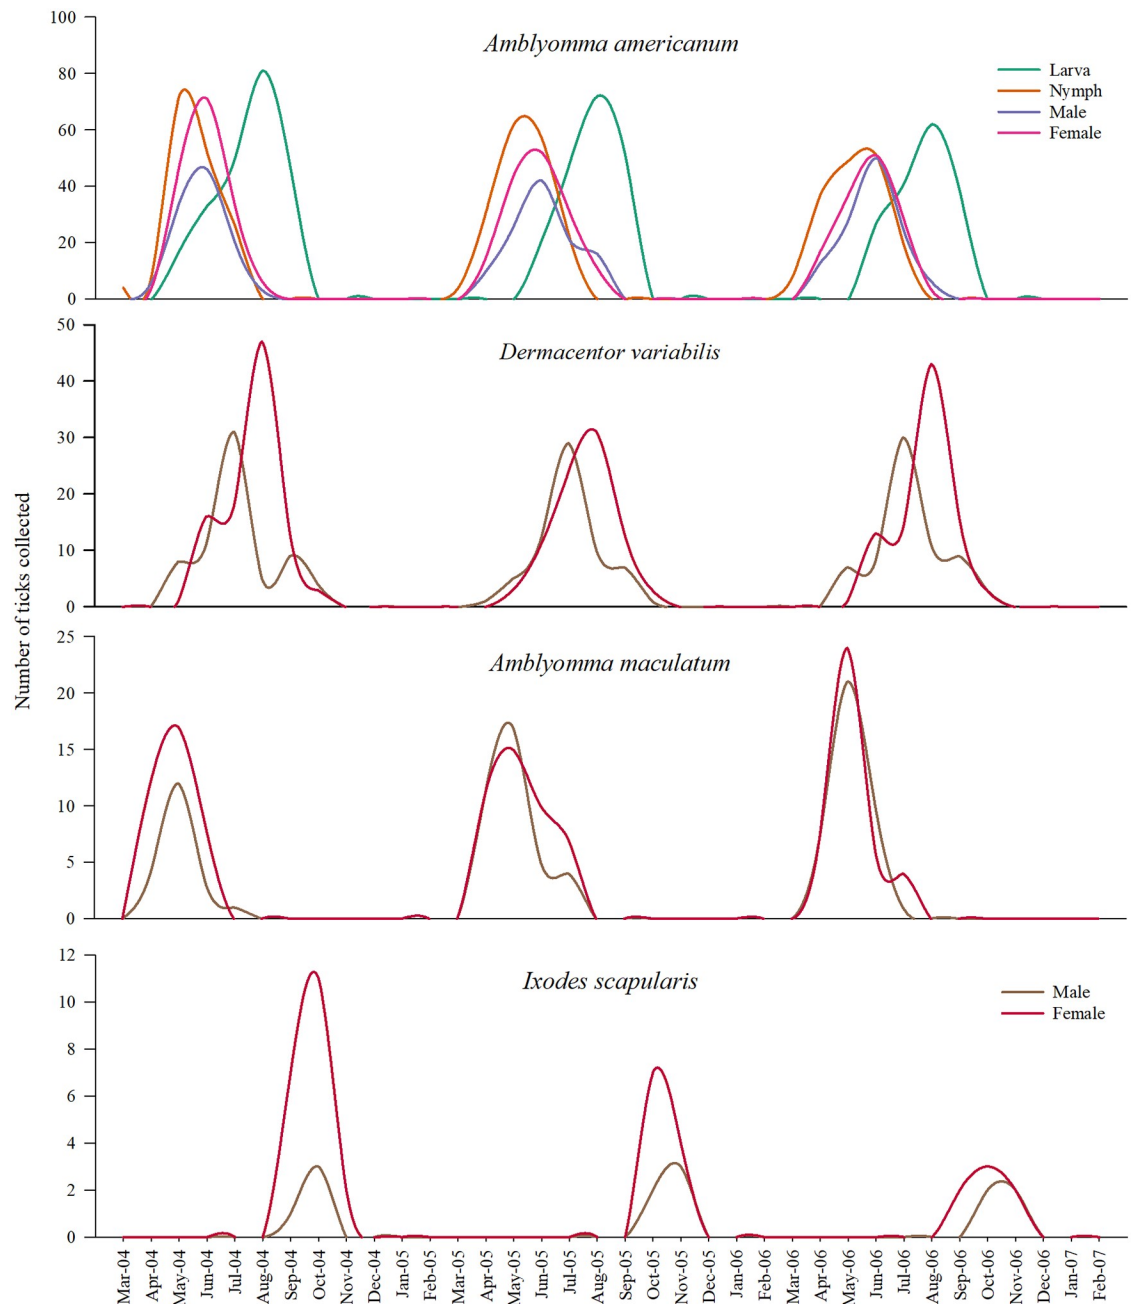 Number of ticks collected
100
80
60
40
20
0
Amblyomma americanum
Larva
Nymph
Male
Female
50
40
30
20
10
0
Dermacentor variabilis
25
20
15
10
5
0
Amblyomma maculatum
12
10
8
6
4
2
0
Ixodes scapularis
Male
Female
Mar-04
Apr-04
May-04
Jun-04
Jul-04
Aug-04
Sep-04
Oct-04
Nov-04
Dec-04
Jan-05
Feb-05
Mar-05
Apr-05
May-05
Jun-05
Jul-05
Aug-05
Sep-05
Oct-05
Nov-05
Dec-05
Jan-06
Feb-06
Mar-06
Apr-06
May-06
Jun-06
Jul-06
Aug-06
Sep-06
Oct-06
Nov-06
Dec-06
Jan-07
Feb-07